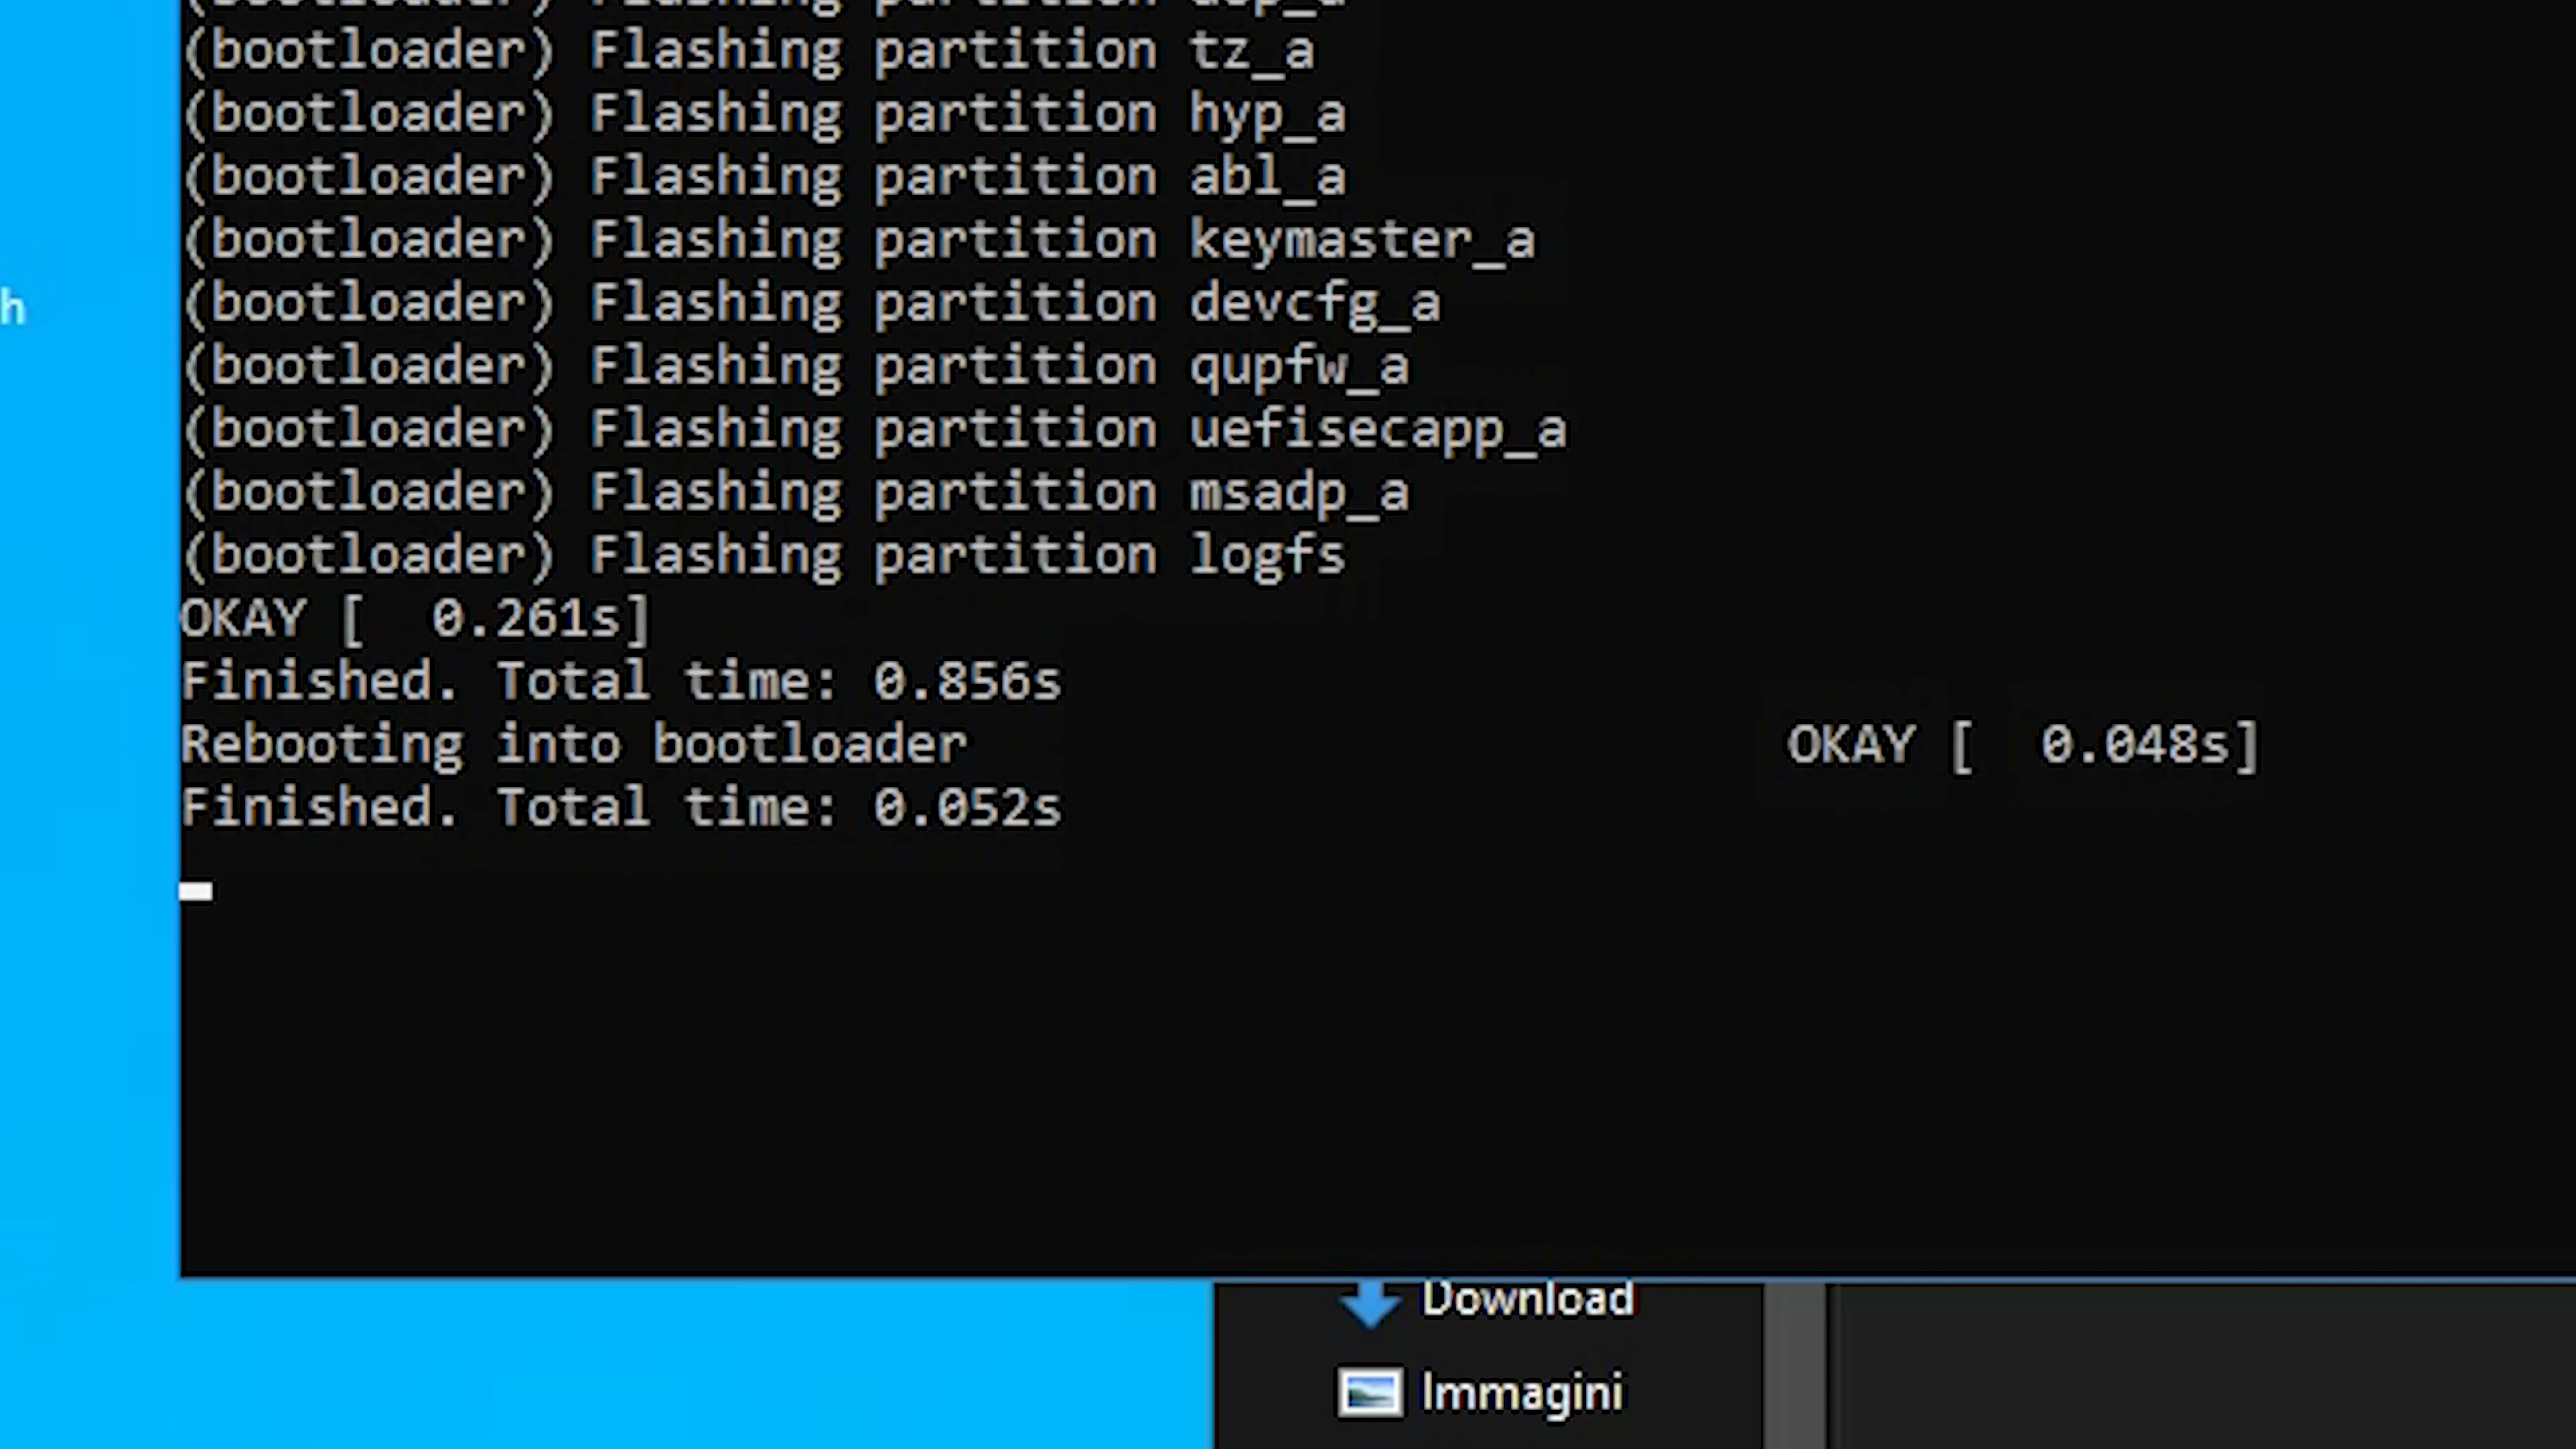 (bootloader) Flashing partition
(bootloader) Flashing partition tz_a
(bootloader) Flashing partition hyp_a
(bootloader) Flashing partition abl_a
(bootloader) Flashing partition keymaster_a
(bootloader) Flashing partition devcfg_a
(bootloader) Flashing partition qupfw_a
(bootloader) Flashing partition uefisecapp_a
(bootloader) Flashing partition msadp_a
(bootloader) Flashing partition logfs
OKAY [  0.261s]
Finished. Total time: 0.856s
Rebooting into bootloader OKAY [  0.048s]
Finished. Total time: 0.052s
h
Download
Immagini